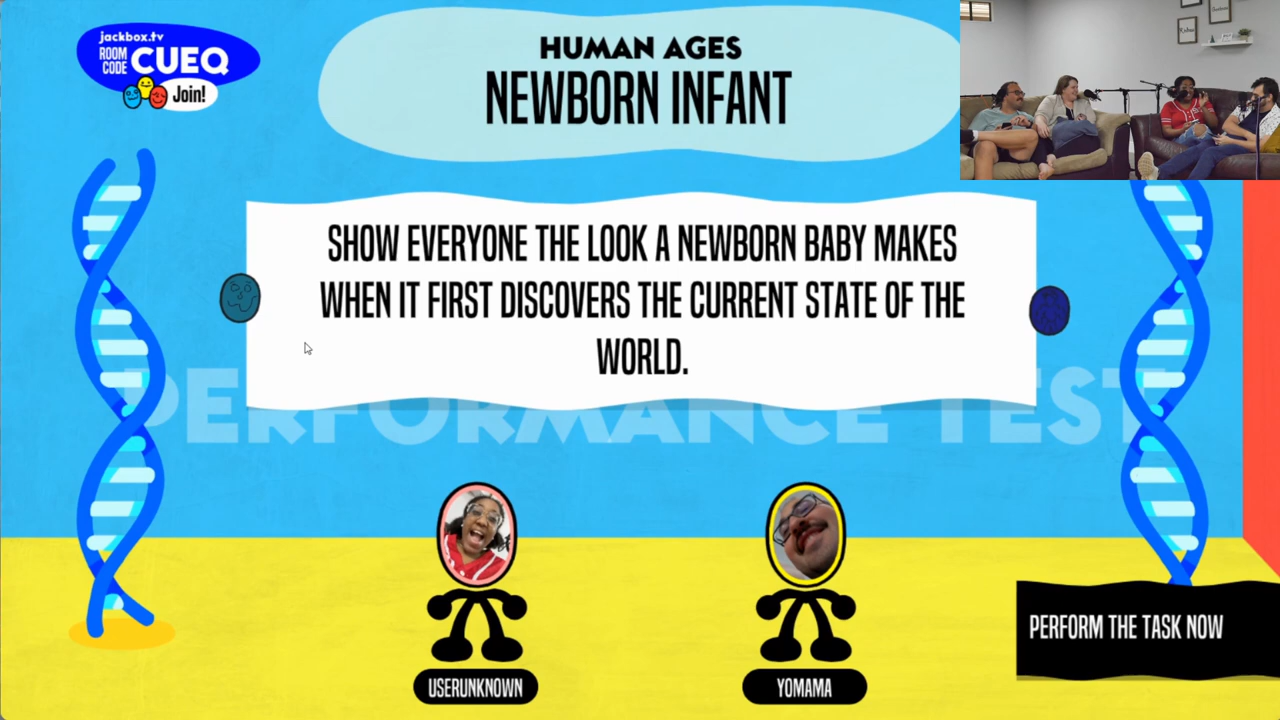 jackbox.tv
ROOM
CODE
CUEQ
Join!
HUMAN AGES
NEWBORN INFANT
SHOW EVERYONE THE LOOK A NEWBORN BABY MAKES
WHEN IT FIRST DISCOVERS THE CURRENT STATE OF THE
WORLD.
PERFORMANCE TEST
PERFORM THE TASK NOW
USERUNKNOWN
YOMAMA